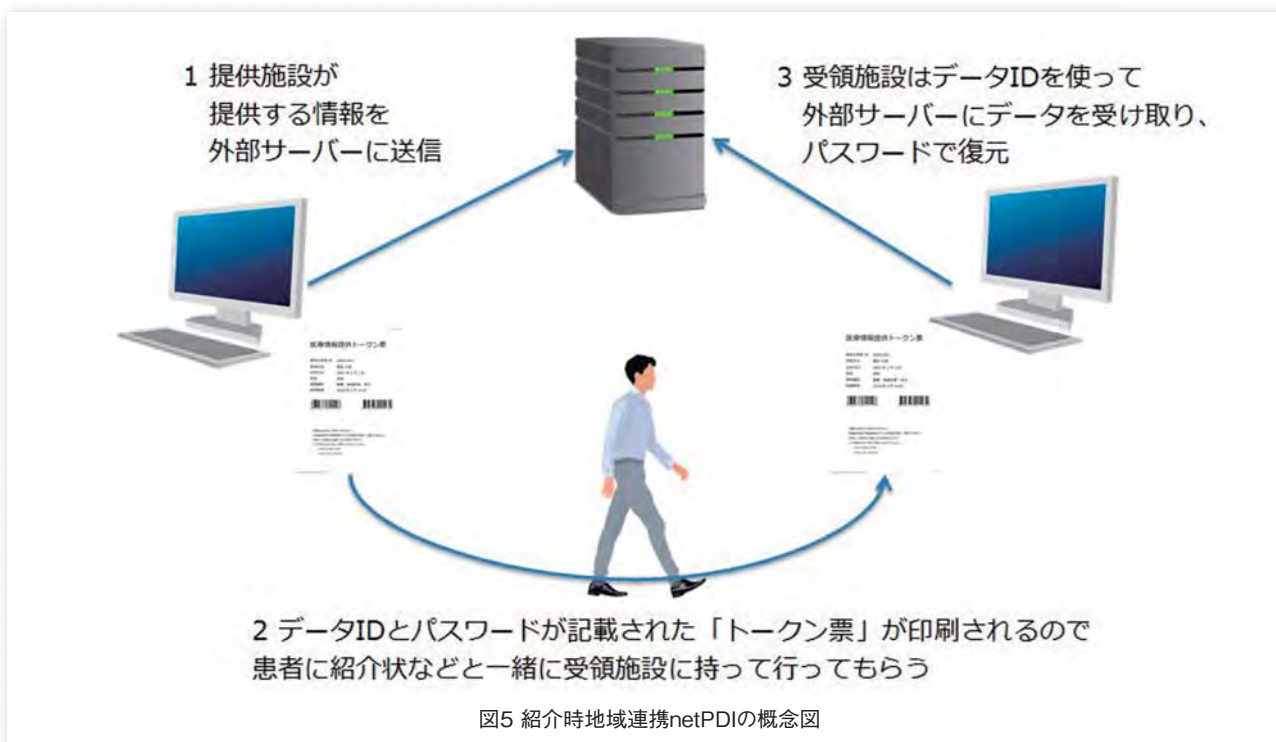 1 提供施設が
提供する情報を
外部サーバーに送信
3 受領施設はデータIDを使って
外部サーバーにデータを受け取り、
パスワードで復元
医療情報提供トークン票
医療情報提供トークン票
2 データIDとパスワードが記載された「トークン票」が印刷されるので
患者に紹介状などと一緒に受領施設に持って行ってもらう
図5 紹介時地域連携netPDIの概念図